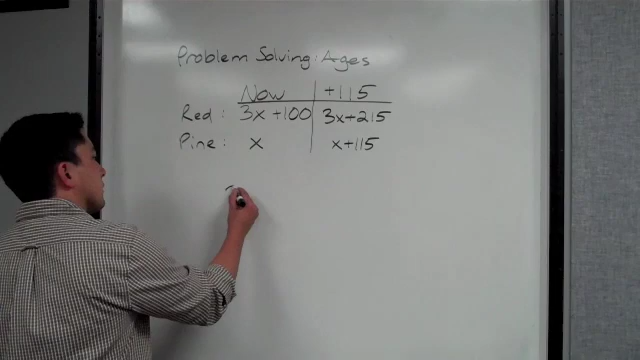 Problem Solving: Ages
Now +115
Red: 3x+100 3x+215
Pine: x x+115